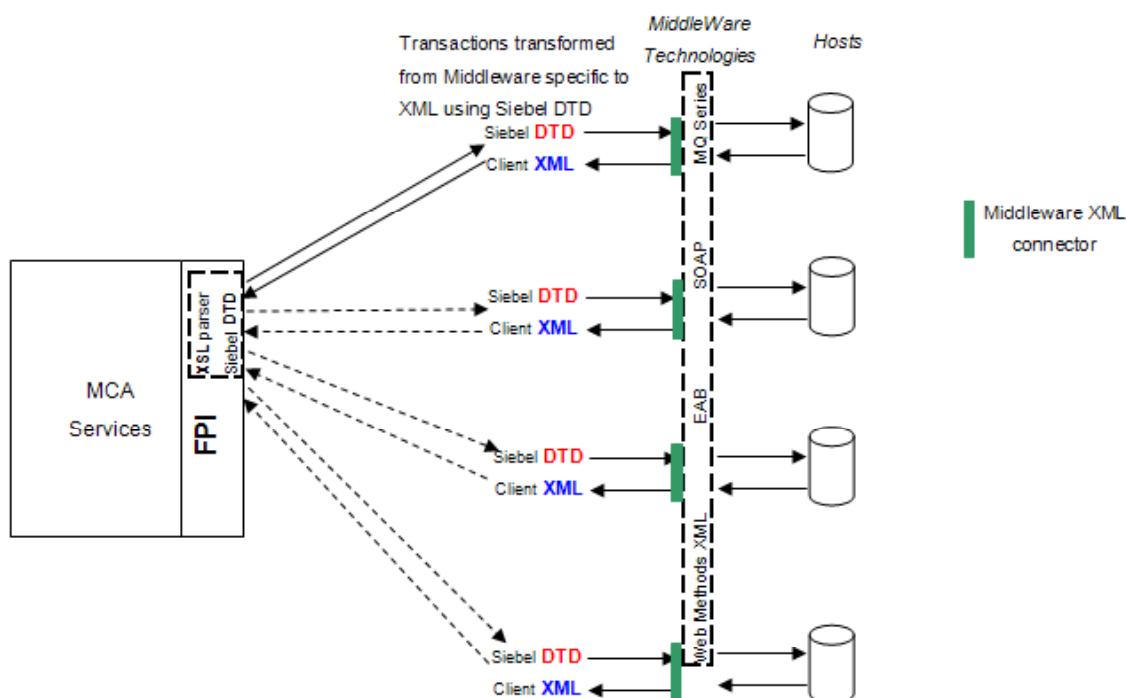 MiddleWare
Technologies
Hosts
Transactions transformed
from Middleware specific to
XML using Siebel DTD
Siebel DTD
Client XML
MQ Series
Middleware XML
connector
MCA
Services
FPI
XSL parser
Siebel DTD
Siebel DTD
Client XML
SOAP
Siebel DTD
Client XML
EAB
Siebel DTD
Client XML
Web Methods XML